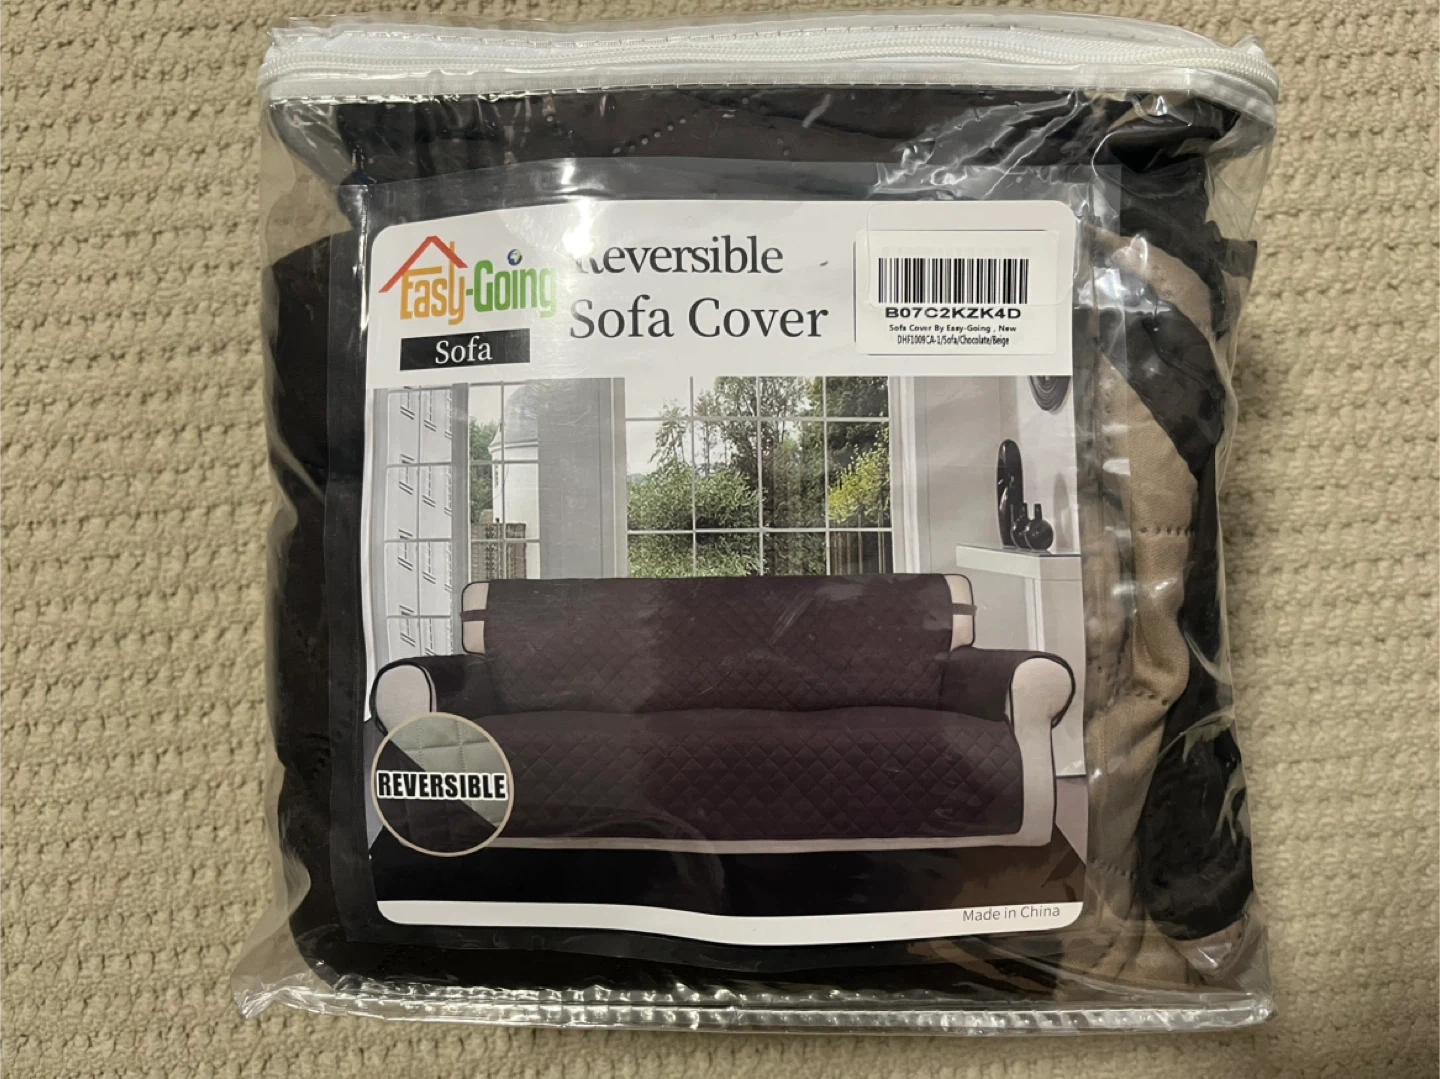 Easy-Going
Reversible
Sofa Cover
Sofa
B07C2KZK4D
Sofa Cover By Easy-Going , New
DHF1009CA-1/Sofa/Chocolate/Beige
REVERSIBLE
Made in China